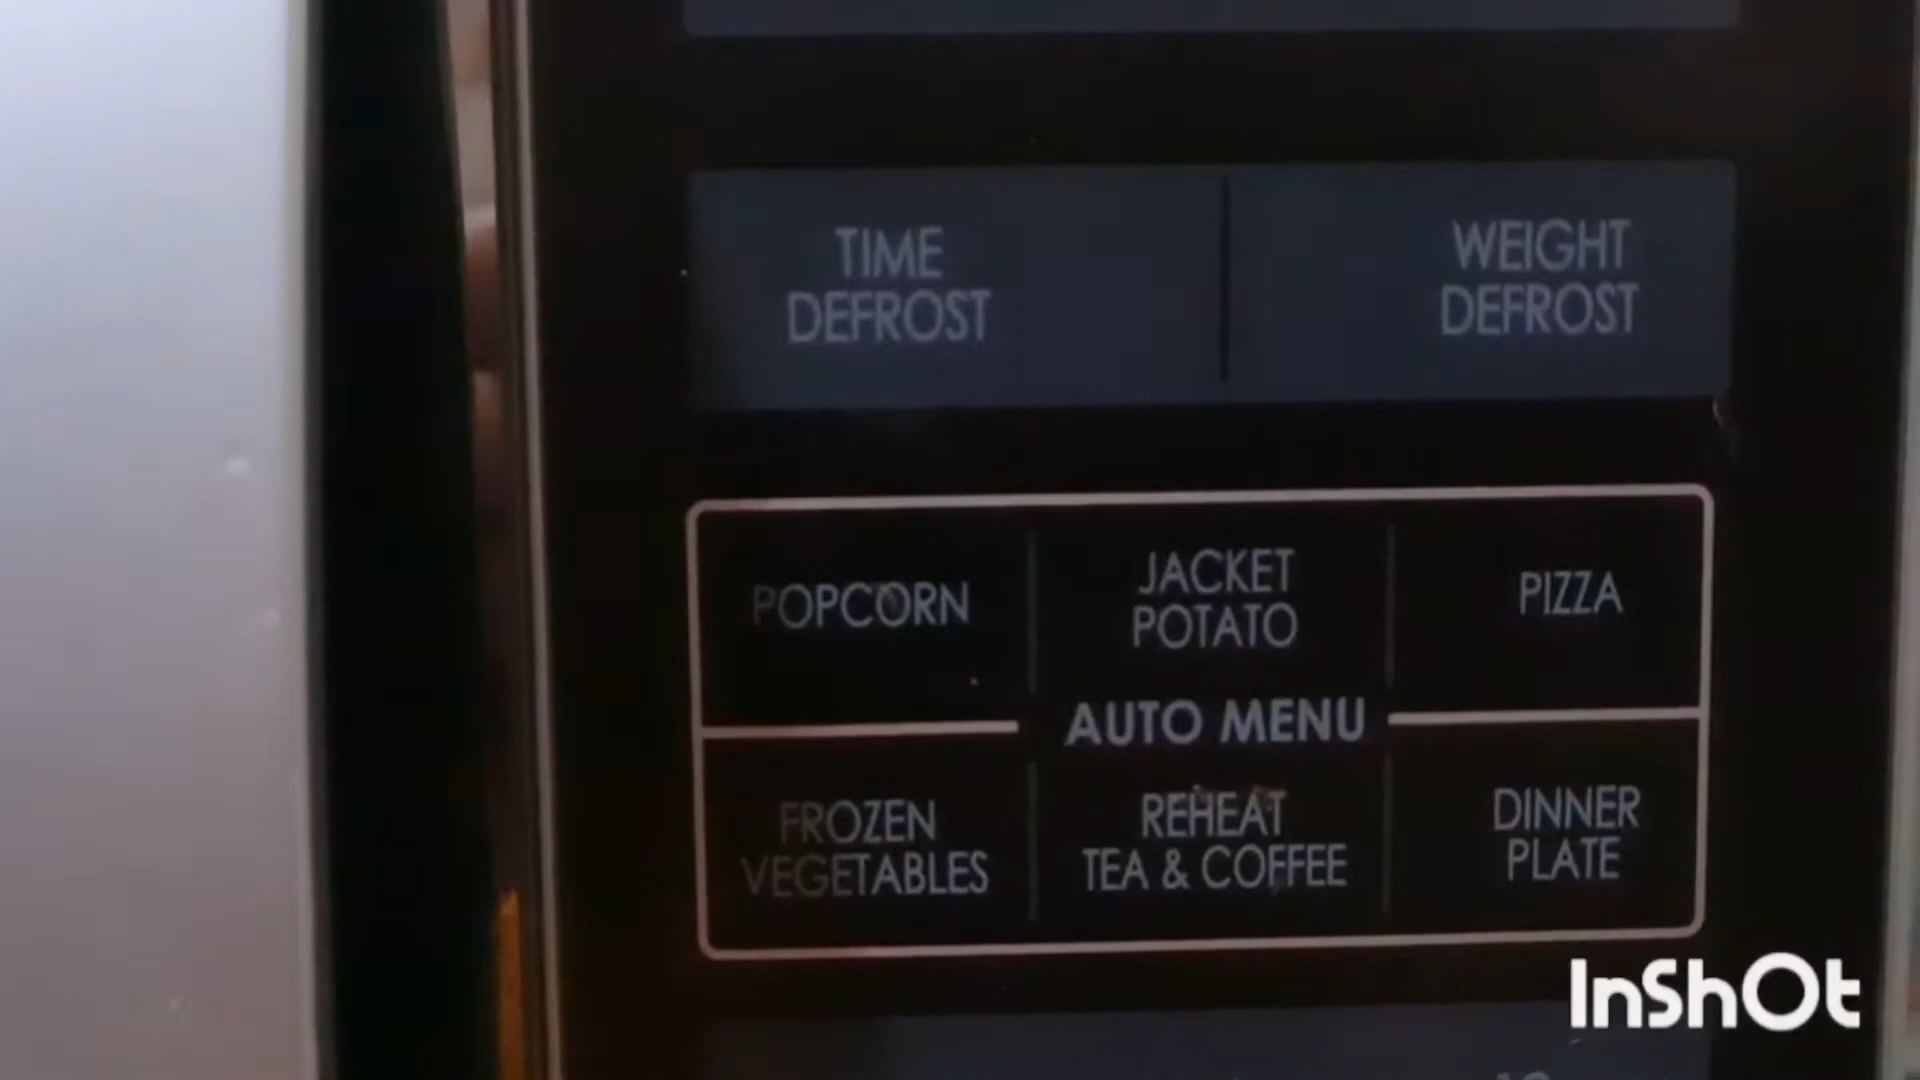 TIME
DEFROST
WEIGHT
DEFROST
POPCORN
JACKET
POTATO
PIZZA
AUTO MENU
FROZEN
VEGETABLES
REHEAT
TEA & COFFEE
DINNER
PLATE
InShOt